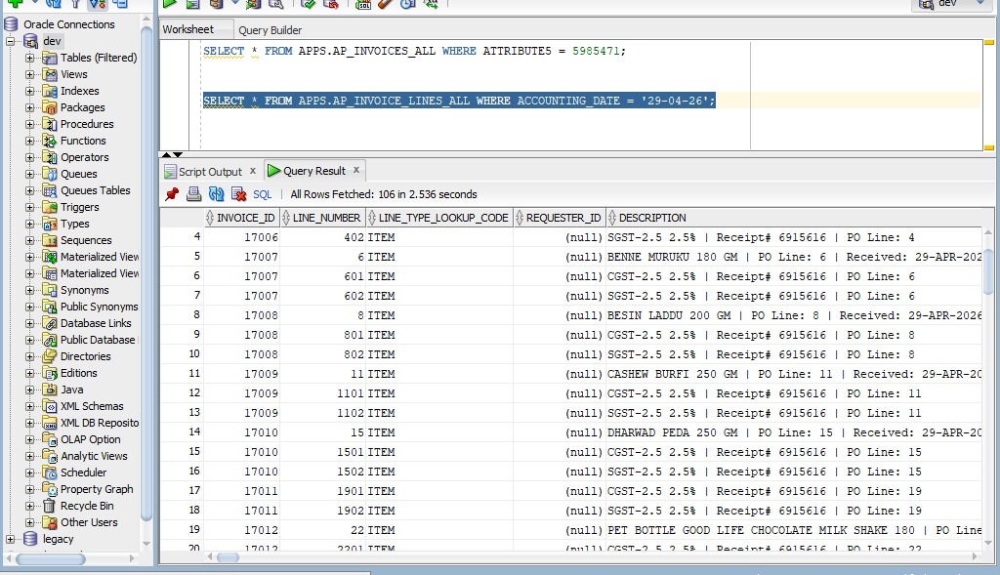 Oracle Connections
dev
Tables (Filtered)
Views
Indexes
Packages
Procedures
Functions
Operators
Queues
Queues Tables
Triggers
Types
Sequences
Materialized View
Materialized View
Synonyms
Public Synonyms
Database Links
Public Database
Directories
Editions
Java
XML Schemas
XML DB Reposito
OLAP Option
Analytic Views
Scheduler
Property Graph
Recycle Bin
Other Users
legacy
dev
Worksheet Query Builder
SELECT * FROM APPS.AP_INVOICES_ALL WHERE ATTRIBUTE5 = 5985471;
SELECT * FROM APPS.AP_INVOICE_LINES_ALL WHERE ACCOUNTING_DATE = '29-04-26';
Script Output x Query Result x
SQL | All Rows Fetched: 106 in 2.536 seconds
INVOICE_ID LINE_NUMBER LINE_TYPE_LOOKUP_CODE REQUESTER_ID DESCRIPTION
4 17006 402 ITEM (null) SGST-2.5 2.5% | Receipt# 6915616 | PO Line: 4
5 17007 6 ITEM (null) BENNE MURUKU 180 GM | PO Line: 6 | Received: 29-APR-202
6 17007 601 ITEM (null) CGST-2.5 2.5% | Receipt# 6915616 | PO Line: 6
7 17007 602 ITEM (null) SGST-2.5 2.5% | Receipt# 6915616 | PO Line: 6
8 17008 8 ITEM (null) BESIN LADDU 200 GM | PO Line: 8 | Received: 29-APR-2026
9 17008 801 ITEM (null) CGST-2.5 2.5% | Receipt# 6915616 | PO Line: 8
10 17008 802 ITEM (null) SGST-2.5 2.5% | Receipt# 6915616 | PO Line: 8
11 17009 11 ITEM (null) CASHEW BURFI 250 GM | PO Line: 11 | Received: 29-APR-20
12 17009 1101 ITEM (null) CGST-2.5 2.5% | Receipt# 6915616 | PO Line: 11
13 17009 1102 ITEM (null) SGST-2.5 2.5% | Receipt# 6915616 | PO Line: 11
14 17010 15 ITEM (null) DHARWAD PEDA 250 GM | PO Line: 15 | Received: 29-APR-20
15 17010 1501 ITEM (null) CGST-2.5 2.5% | Receipt# 6915616 | PO Line: 15
16 17010 1502 ITEM (null) SGST-2.5 2.5% | Receipt# 6915616 | PO Line: 15
17 17011 1901 ITEM (null) CGST-2.5 2.5% | Receipt# 6915616 | PO Line: 19
18 17011 1902 ITEM (null) SGST-2.5 2.5% | Receipt# 6915616 | PO Line: 19
19 17012 22 ITEM (null) PET BOTTLE GOOD LIFE CHOCOLATE MILK SHAKE 180 | PO Line
20 17012 2201 ITEM (null) CGST-2.5 2.5% | Receipt# 6915616 | PO Line: 22